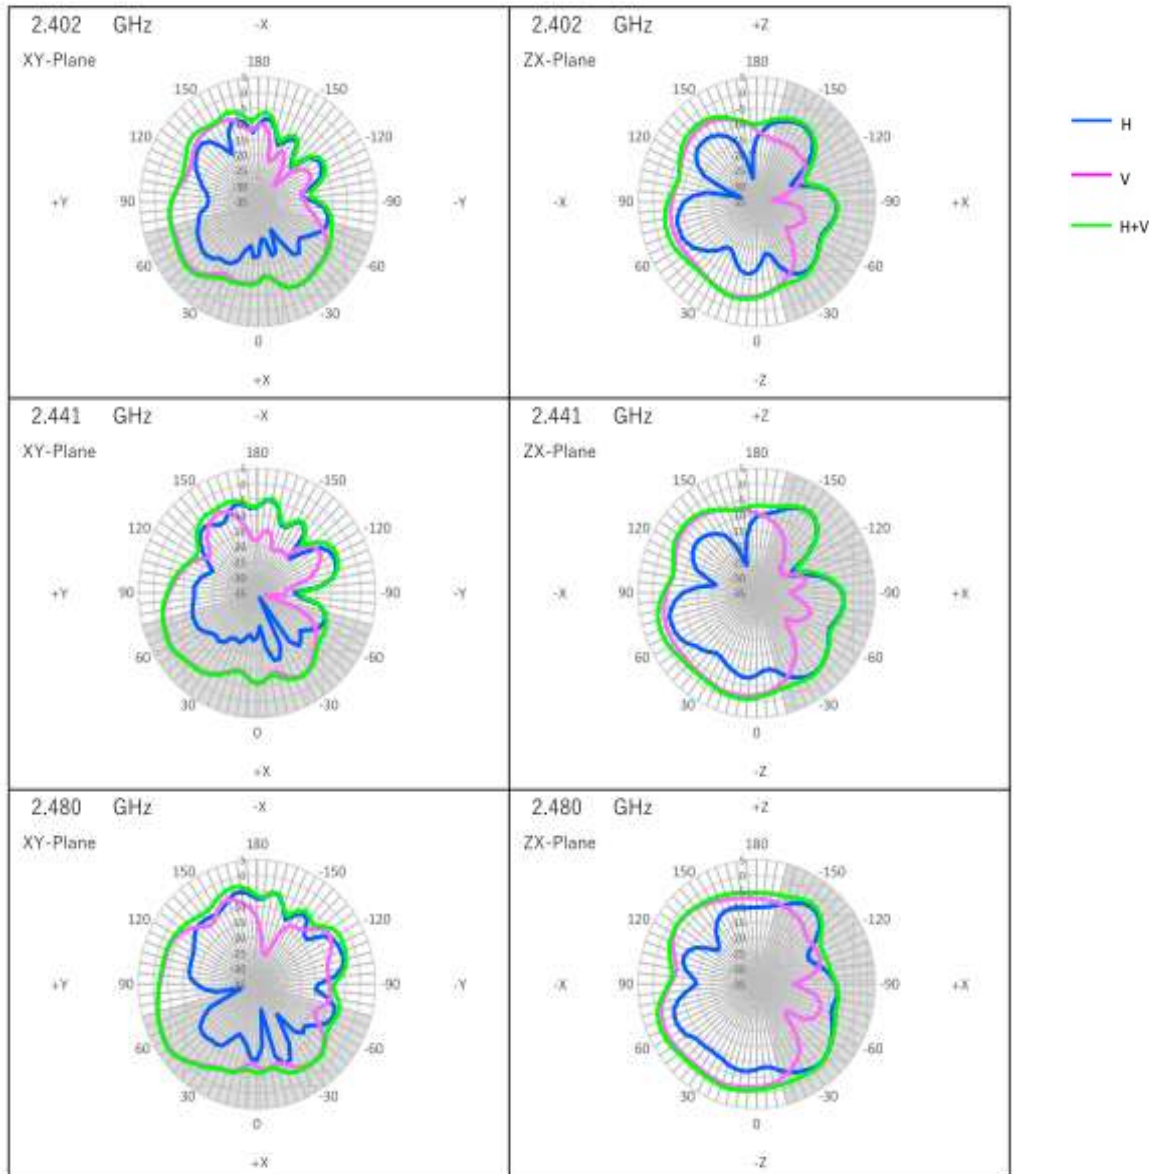 2.402 GHz -X
XY-Plane
180
150 -150
120 -120
+Y 90 -90 -Y
60 -60
30 -30
0
+X
2.402 GHz +Z
ZX-Plane
180
150 -150
120 -120
-X 90 -90 +X
60 -60
30 -30
0
-Z
H
V
H+V
2.441 GHz -X
XY-Plane
180
150 -150
120 -120
+Y 90 -90 -Y
60 -60
30 -30
0
+X
2.441 GHz +Z
ZX-Plane
180
150 -150
120 -120
-X 90 -90 +X
60 -60
30 -30
0
-Z
2.480 GHz -X
XY-Plane
180
150 -150
120 -120
+Y 90 -90 -Y
60 -60
30 -30
0
+X
2.480 GHz +Z
ZX-Plane
180
150 -150
120 -120
-X 90 -90 +X
60 -60
30 -30
0
-Z